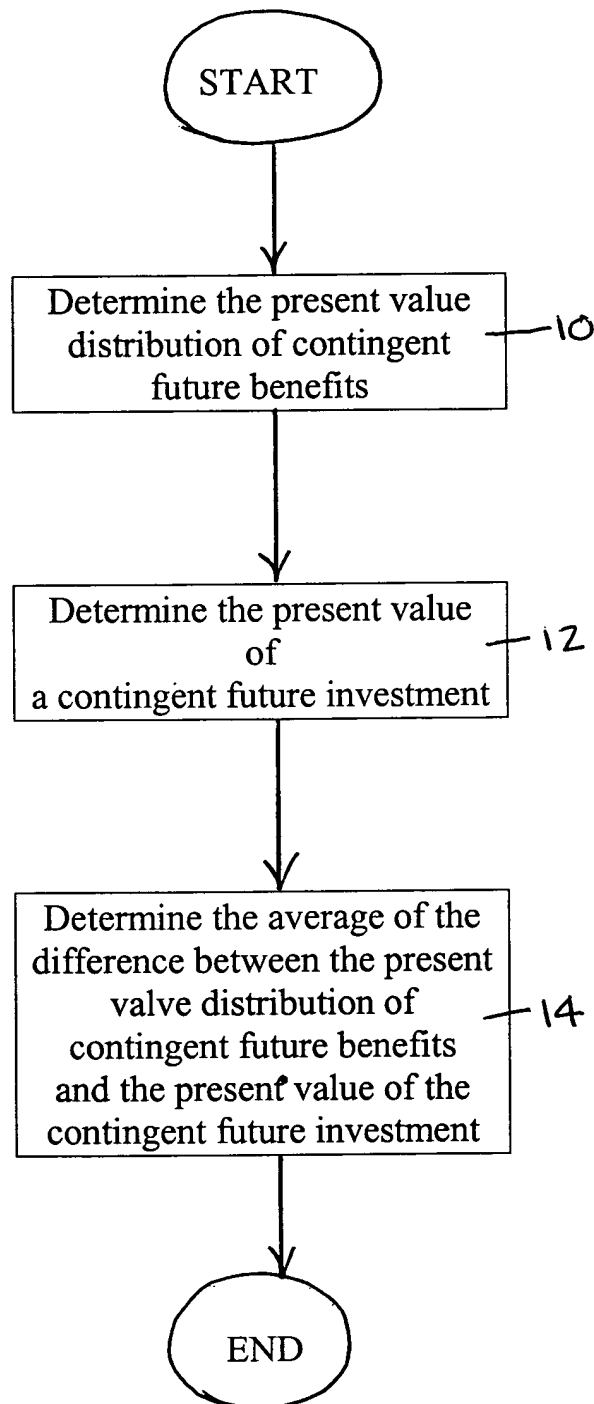 START
Determine the present value
distribution of contingent
future benefits
10
Determine the present value
of
a contingent future investment
12
Determine the average of the
difference between the present
valve distribution of
contingent future benefits
and the present value of the
contingent future investment
14
END